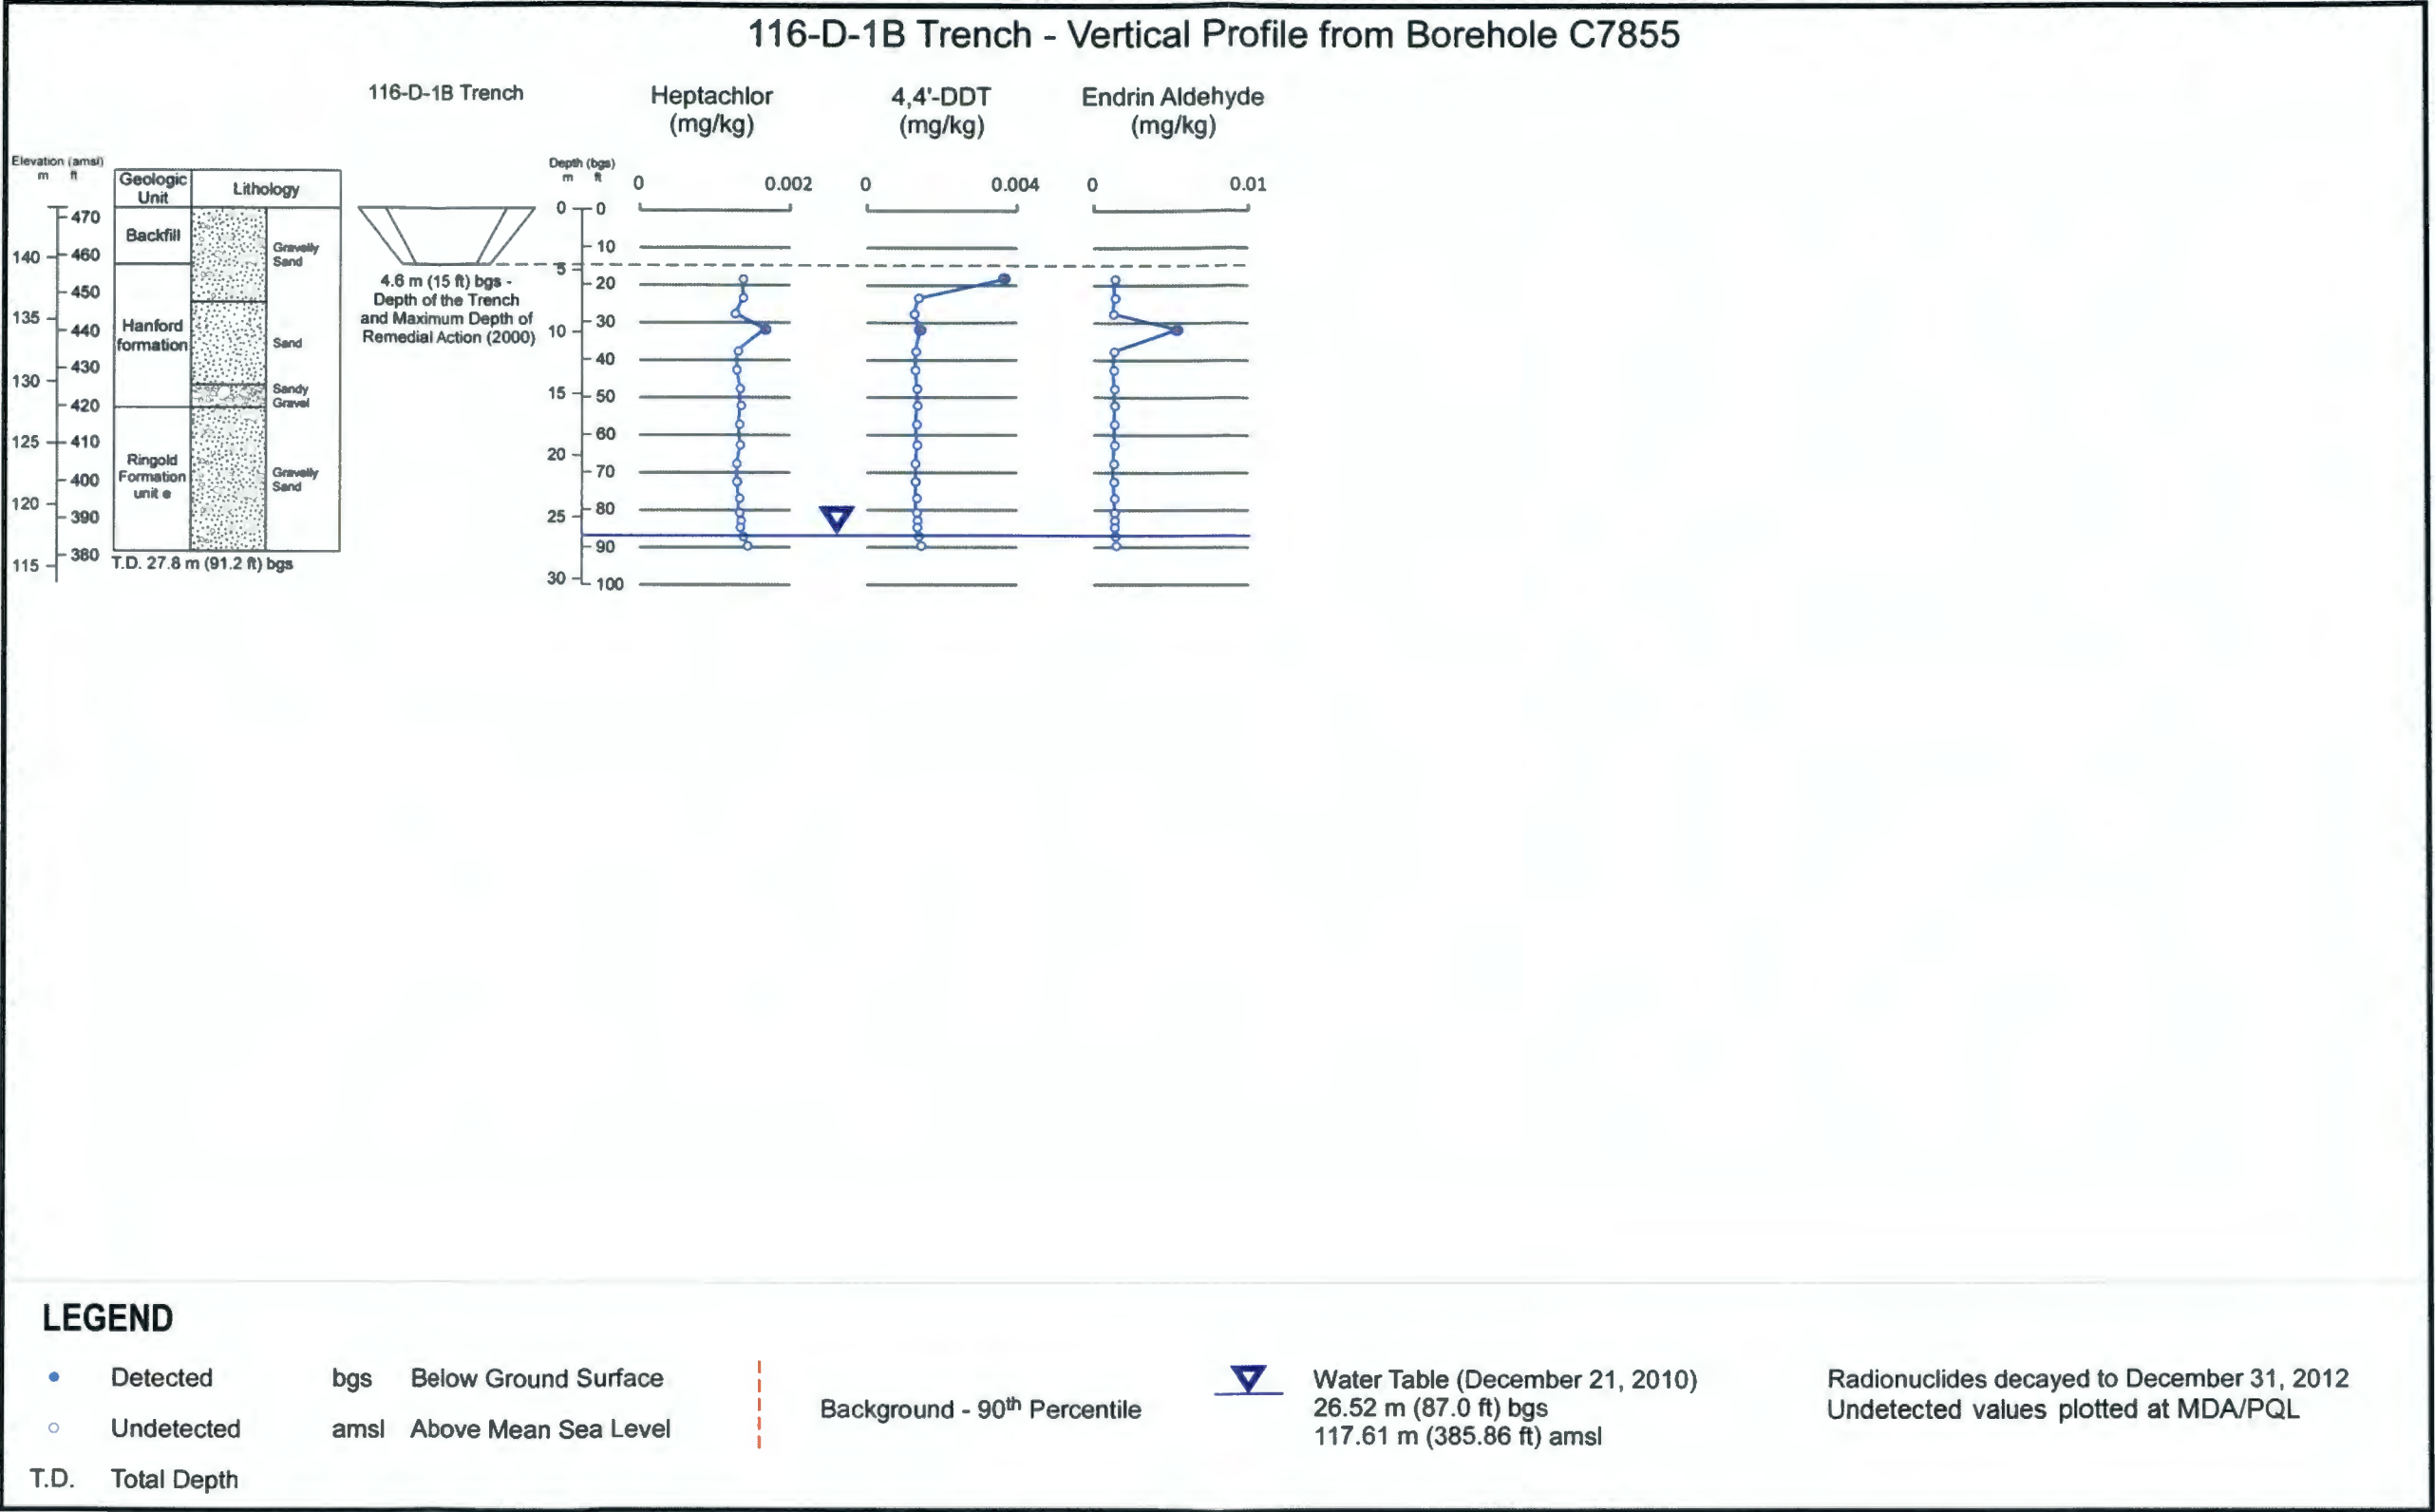 116-D-1B Trench - Vertical Profile from Borehole C7855
116-D-1B Trench
Heptachlor
(mg/kg)
4,4'-DDT
(mg/kg)
Endrin Aldehyde
(mg/kg)
Elevation (amsl)
m ft
Geologic
Unit
Lithology
Depth (bgs)
m ft
0 0.002
0 0.004
0 0.01
470
140 460
450
135 440
430
130 420
125 410
400
120 390
115 380
Backfill
Hanford
formation
Ringold
Formation
unit e
Gravelly
Sand
Sand
Sandy
Gravel
Gravelly
Sand
T.D. 27.8 m (91.2 ft) bgs
4.6 m (15 ft) bgs -
Depth of the Trench
and Maximum Depth of
Remedial Action (2000)
0 0
10
5 20
30
10 40
15 50
60
20 70
80
25 90
30 100
LEGEND
Detected
Undetected
T.D. Total Depth
bgs Below Ground Surface
amsl Above Mean Sea Level
Background - 90th Percentile
Water Table (December 21, 2010)
26.52 m (87.0 ft) bgs
117.61 m (385.86 ft) amsl
Radionuclides decayed to December 31, 2012
Undetected values plotted at MDA/PQL